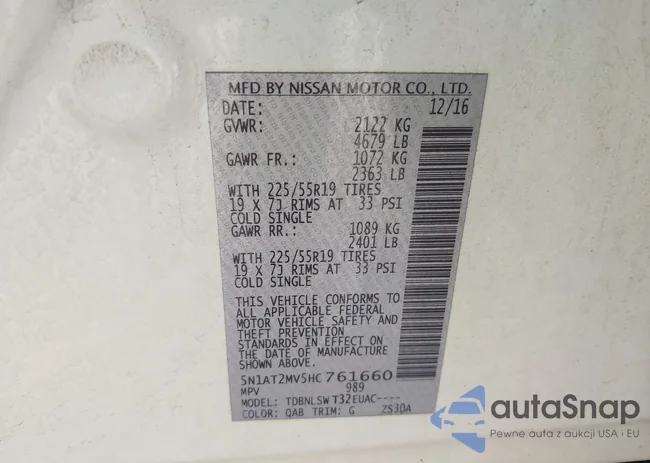 MFD BY NISSAN MOTOR CO., LTD.
DATE: 12/16
GVWR: 2122 KG
4679 LB
GAWR FR.: 1072 KG
2363 LB
WITH 225/55R19 TIRES
19 X 7J RIMS AT 33 PSI
COLD SINGLE
GAWR RR.: 1089 KG
2401 LB
WITH 225/55R19 TIRES
19 X 7J RIMS AT 33 PSI
COLD SINGLE
THIS VEHICLE CONFORMS TO
ALL APPLICABLE FEDERAL
MOTOR VEHICLE SAFETY AND
THEFT PREVENTION
STANDARDS IN EFFECT ON
THE DATE OF MANUFACTURE
SHOWN ABOVE.
5N1AT2MV5HC761660
MPV 989
MODEL: TDBNLSW T32EUAC----
COLOR: QAB TRIM: G ZS30A
autoSnap
Pewne auta z aukcji USA i EU